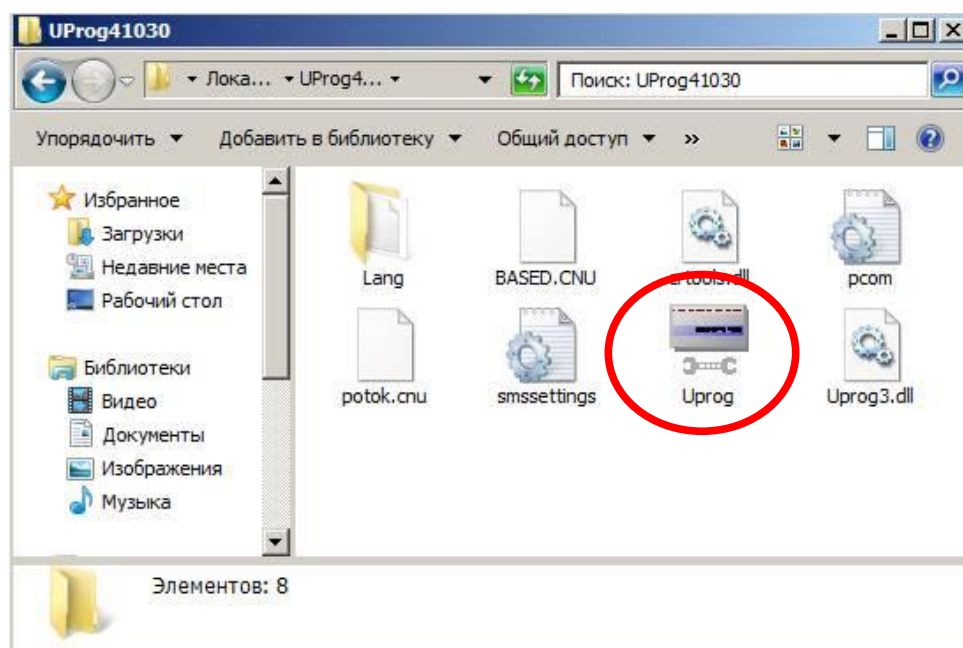 UProg41030
Лока... UProg4...
Поиск: UProg41030
Упорядочить Добавить в библиотеку Общий доступ »
Избранное
Загрузки
Недавние места
Рабочий стол
Библиотеки
Видео
Документы
Изображения
Музыка
Lang BASED.CNU pcom
potok.cnu smssettings Uprog Uprog3.dll
Элементов: 8